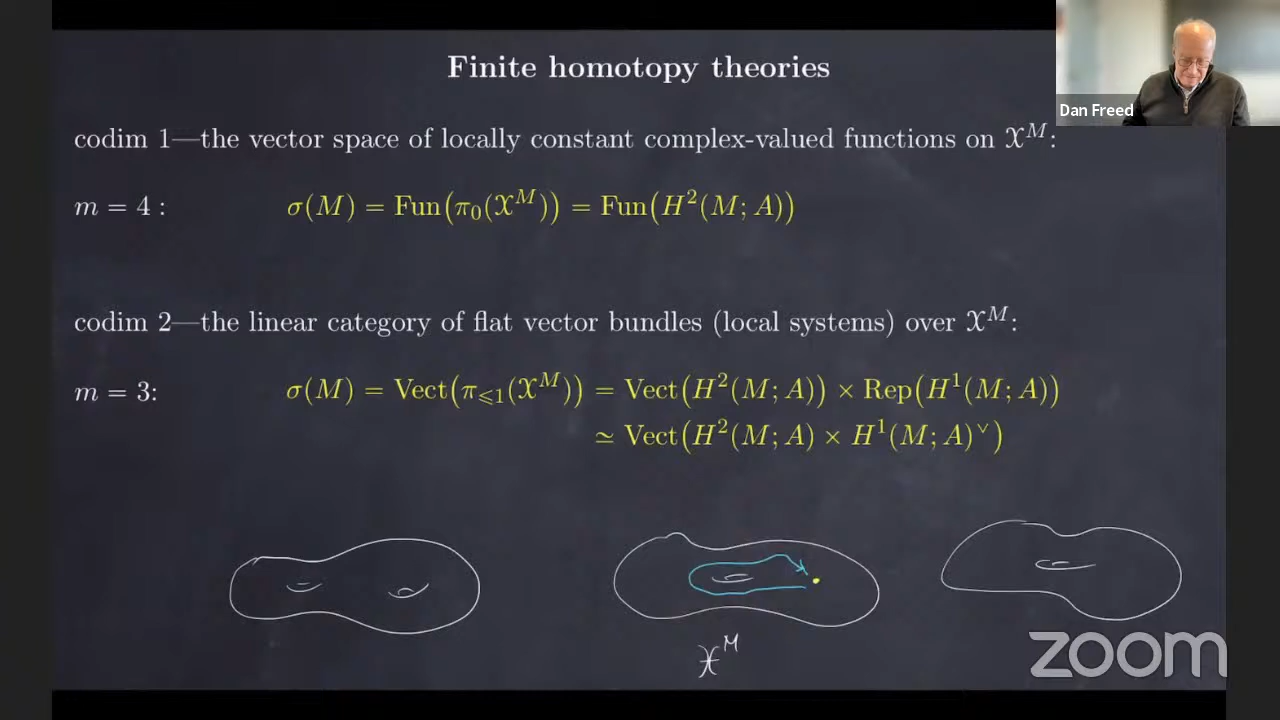 Finite homotopy theories
Dan Freed
codim 1—the vector space of locally constant complex-valued functions on 𝒳^M:
m = 4 : σ(M) = Fun(π₀(𝒳^M)) = Fun(H²(M; A))
codim 2—the linear category of flat vector bundles (local systems) over 𝒳^M:
m = 3: σ(M) = Vect(π_{⩽1}(𝒳^M)) = Vect(H²(M; A)) × Rep(H¹(M; A))
≃ Vect(H²(M; A) × H¹(M; A)^∨)
𝒳^M
zoom